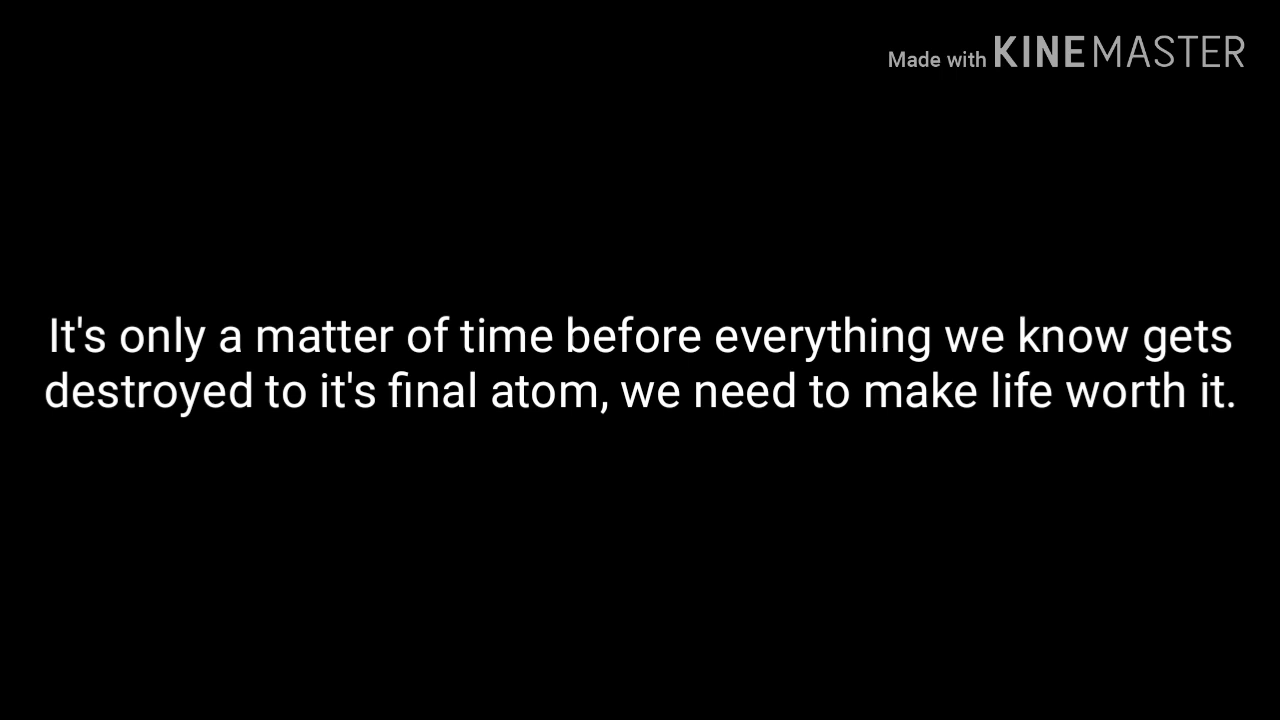 Made with KINEMASTER
It's only a matter of time before everything we know gets
destroyed to it's final atom, we need to make life worth it.